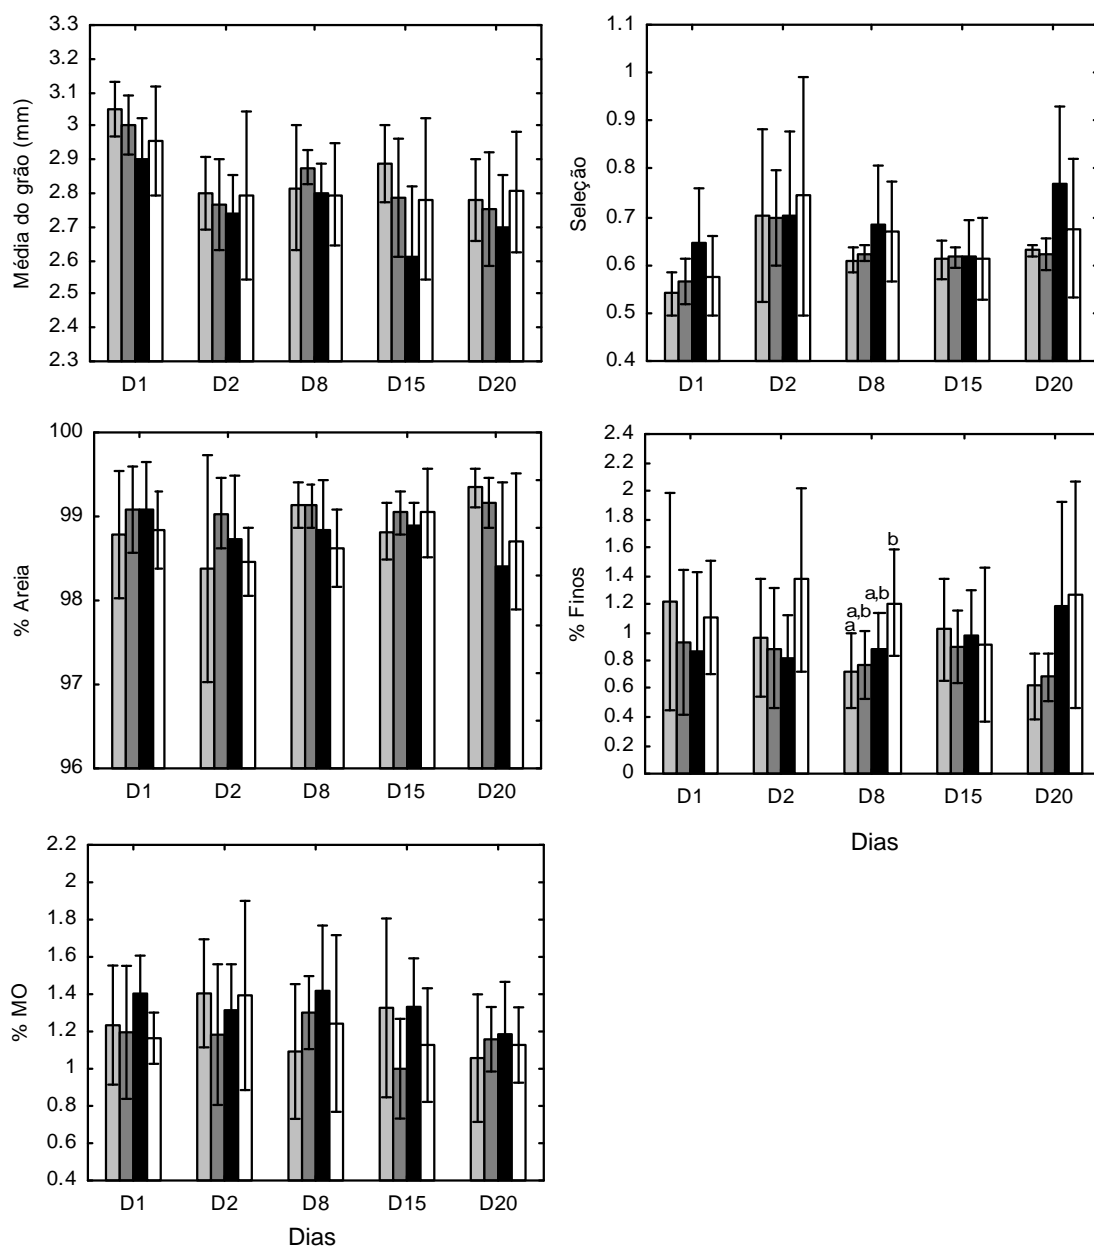 3.3
3.2
3.1
3
2.9
2.8
2.7
2.6
2.5
2.4
2.3
Média do grão (mm)
D1 D2 D8 D15 D20
1.1
1
0.9
0.8
0.7
0.6
0.5
0.4
Seleção
D1 D2 D8 D15 D20
100
99
98
97
96
% Areia
D1 D2 D8 D15 D20
2.4
2.2
2
1.8
1.6
1.4
1.2
1
0.8
0.6
0.4
0.2
0
% Finos
b
a,b
a,b
a
D1 D2 D8 D15 D20
Dias
2.2
2
1.8
1.6
1.4
1.2
1
0.8
0.6
0.4
% MO
D1 D2 D8 D15 D20
Dias